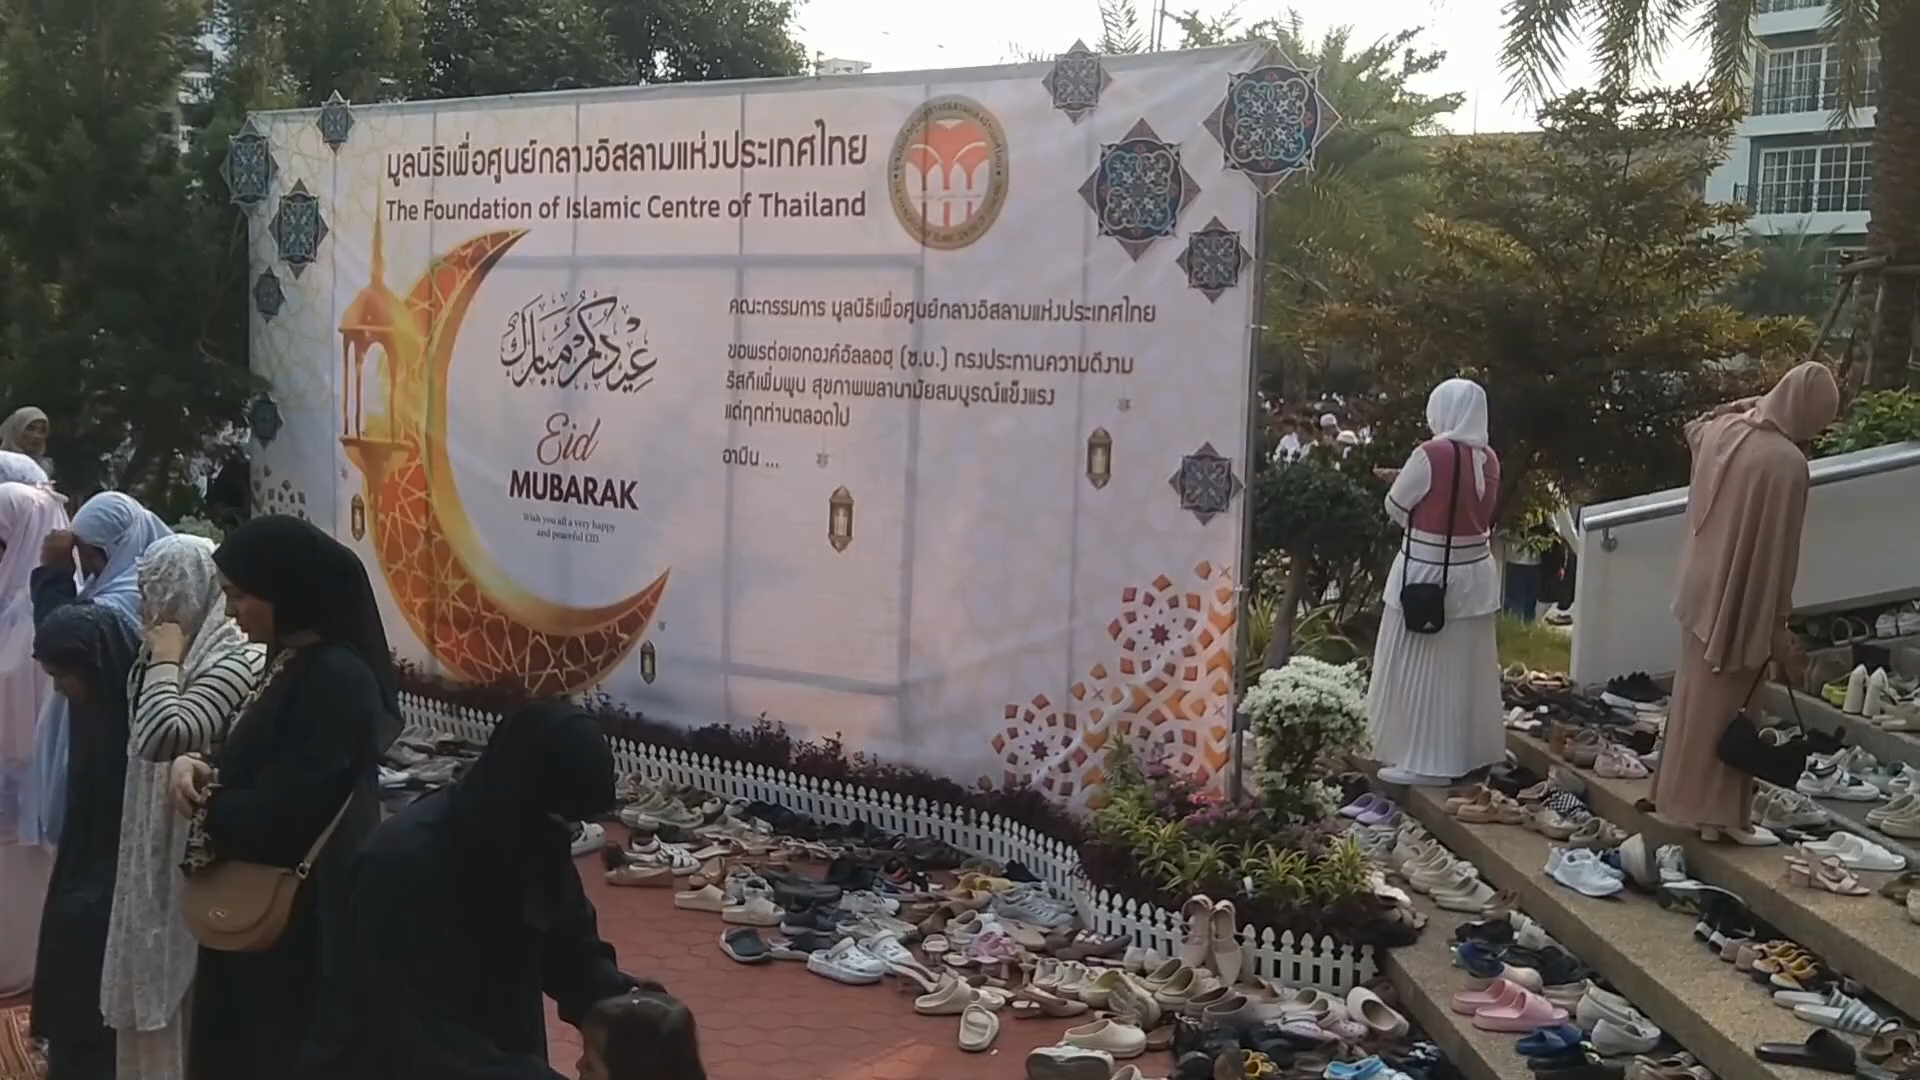 มูลนิธิเพื่อศูนย์กลางอิสลามแห่งประเทศไทย
The Foundation of Islamic Centre of Thailand
عيدكم مبارك
Eid
MUBARAK
Wish you all a very happy
and peaceful EID.
คณะกรรมการ มูลนิธิเพื่อศูนย์กลางอิสลามแห่งประเทศไทย
ขอพรต่อเอกองค์อัลลอฮฺ (ซ.บ.) ทรงประทานความดีงาม
ริสกีเพิ่มพูน สุขภาพพลานามัยสมบูรณ์แข็งแรง
แด่ทุกท่านตลอดไป
อามีน ...